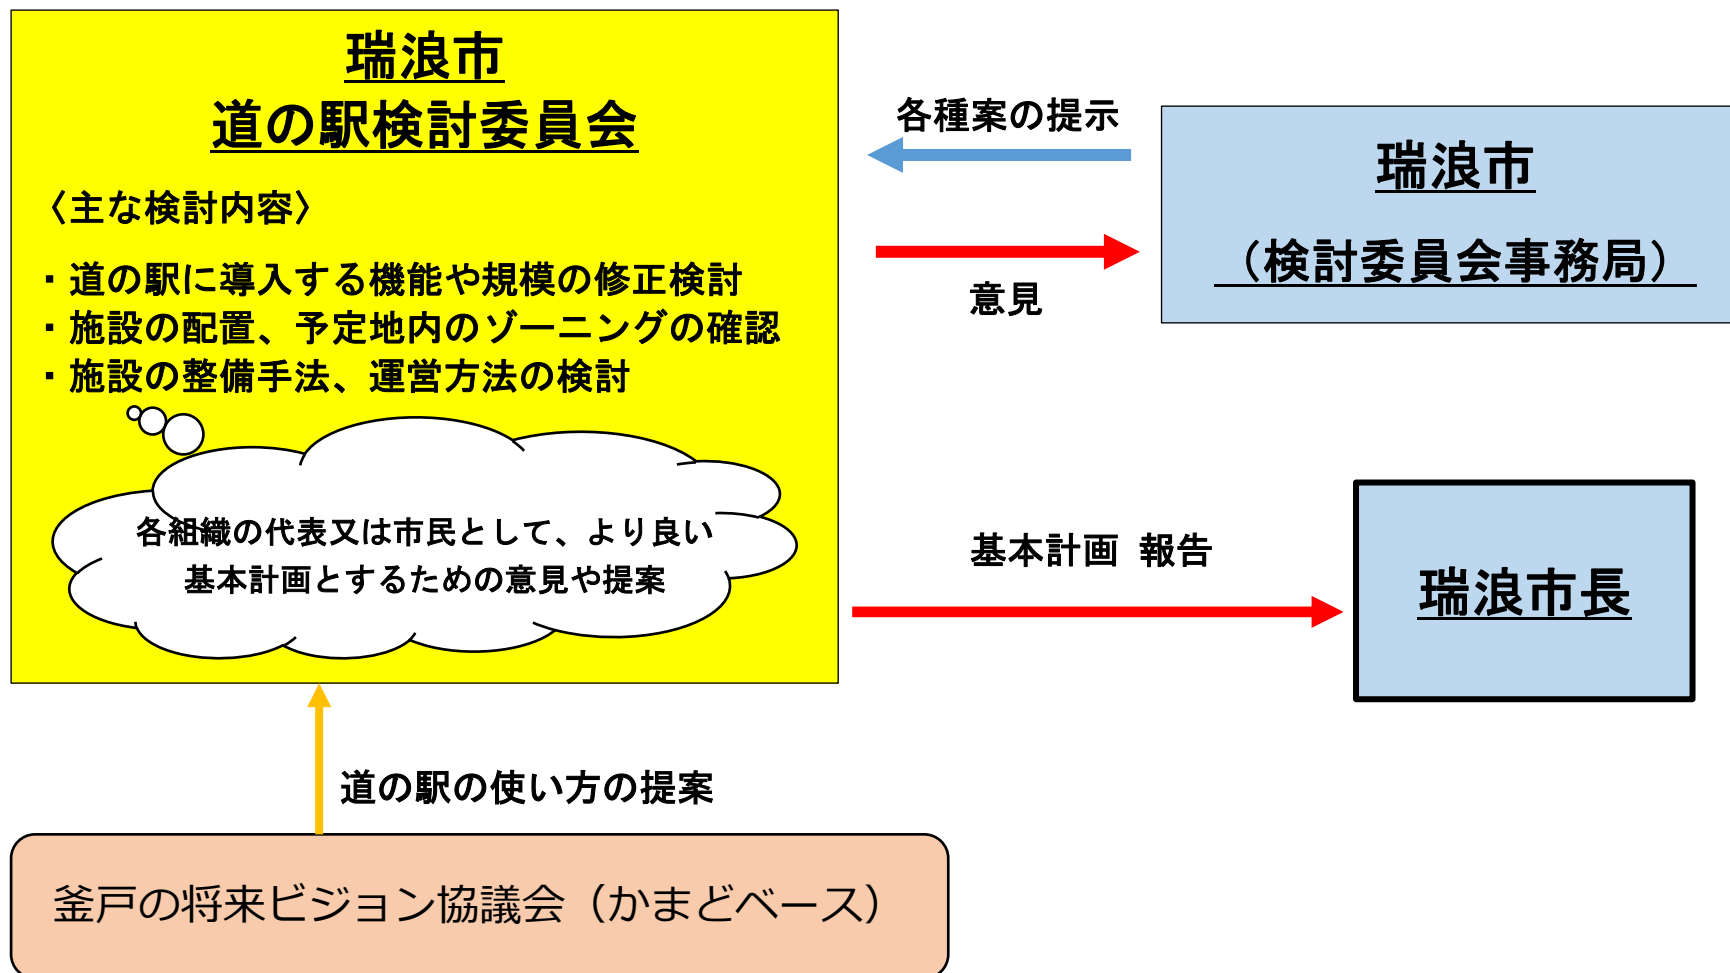 瑞浪市
道の駅検討委員会
〈主な検討内容〉
・道の駅に導入する機能や規模の修正検討
・施設の配置、予定地内のゾーニングの確認
・施設の整備手法、運営方法の検討
各組織の代表又は市民として、より良い
基本計画とするための意見や提案
各種案の提示
意見
瑞浪市
（検討委員会事務局）
基本計画 報告
瑞浪市長
道の駅の使い方の提案
釜戸の将来ビジョン協議会（かまどベース）